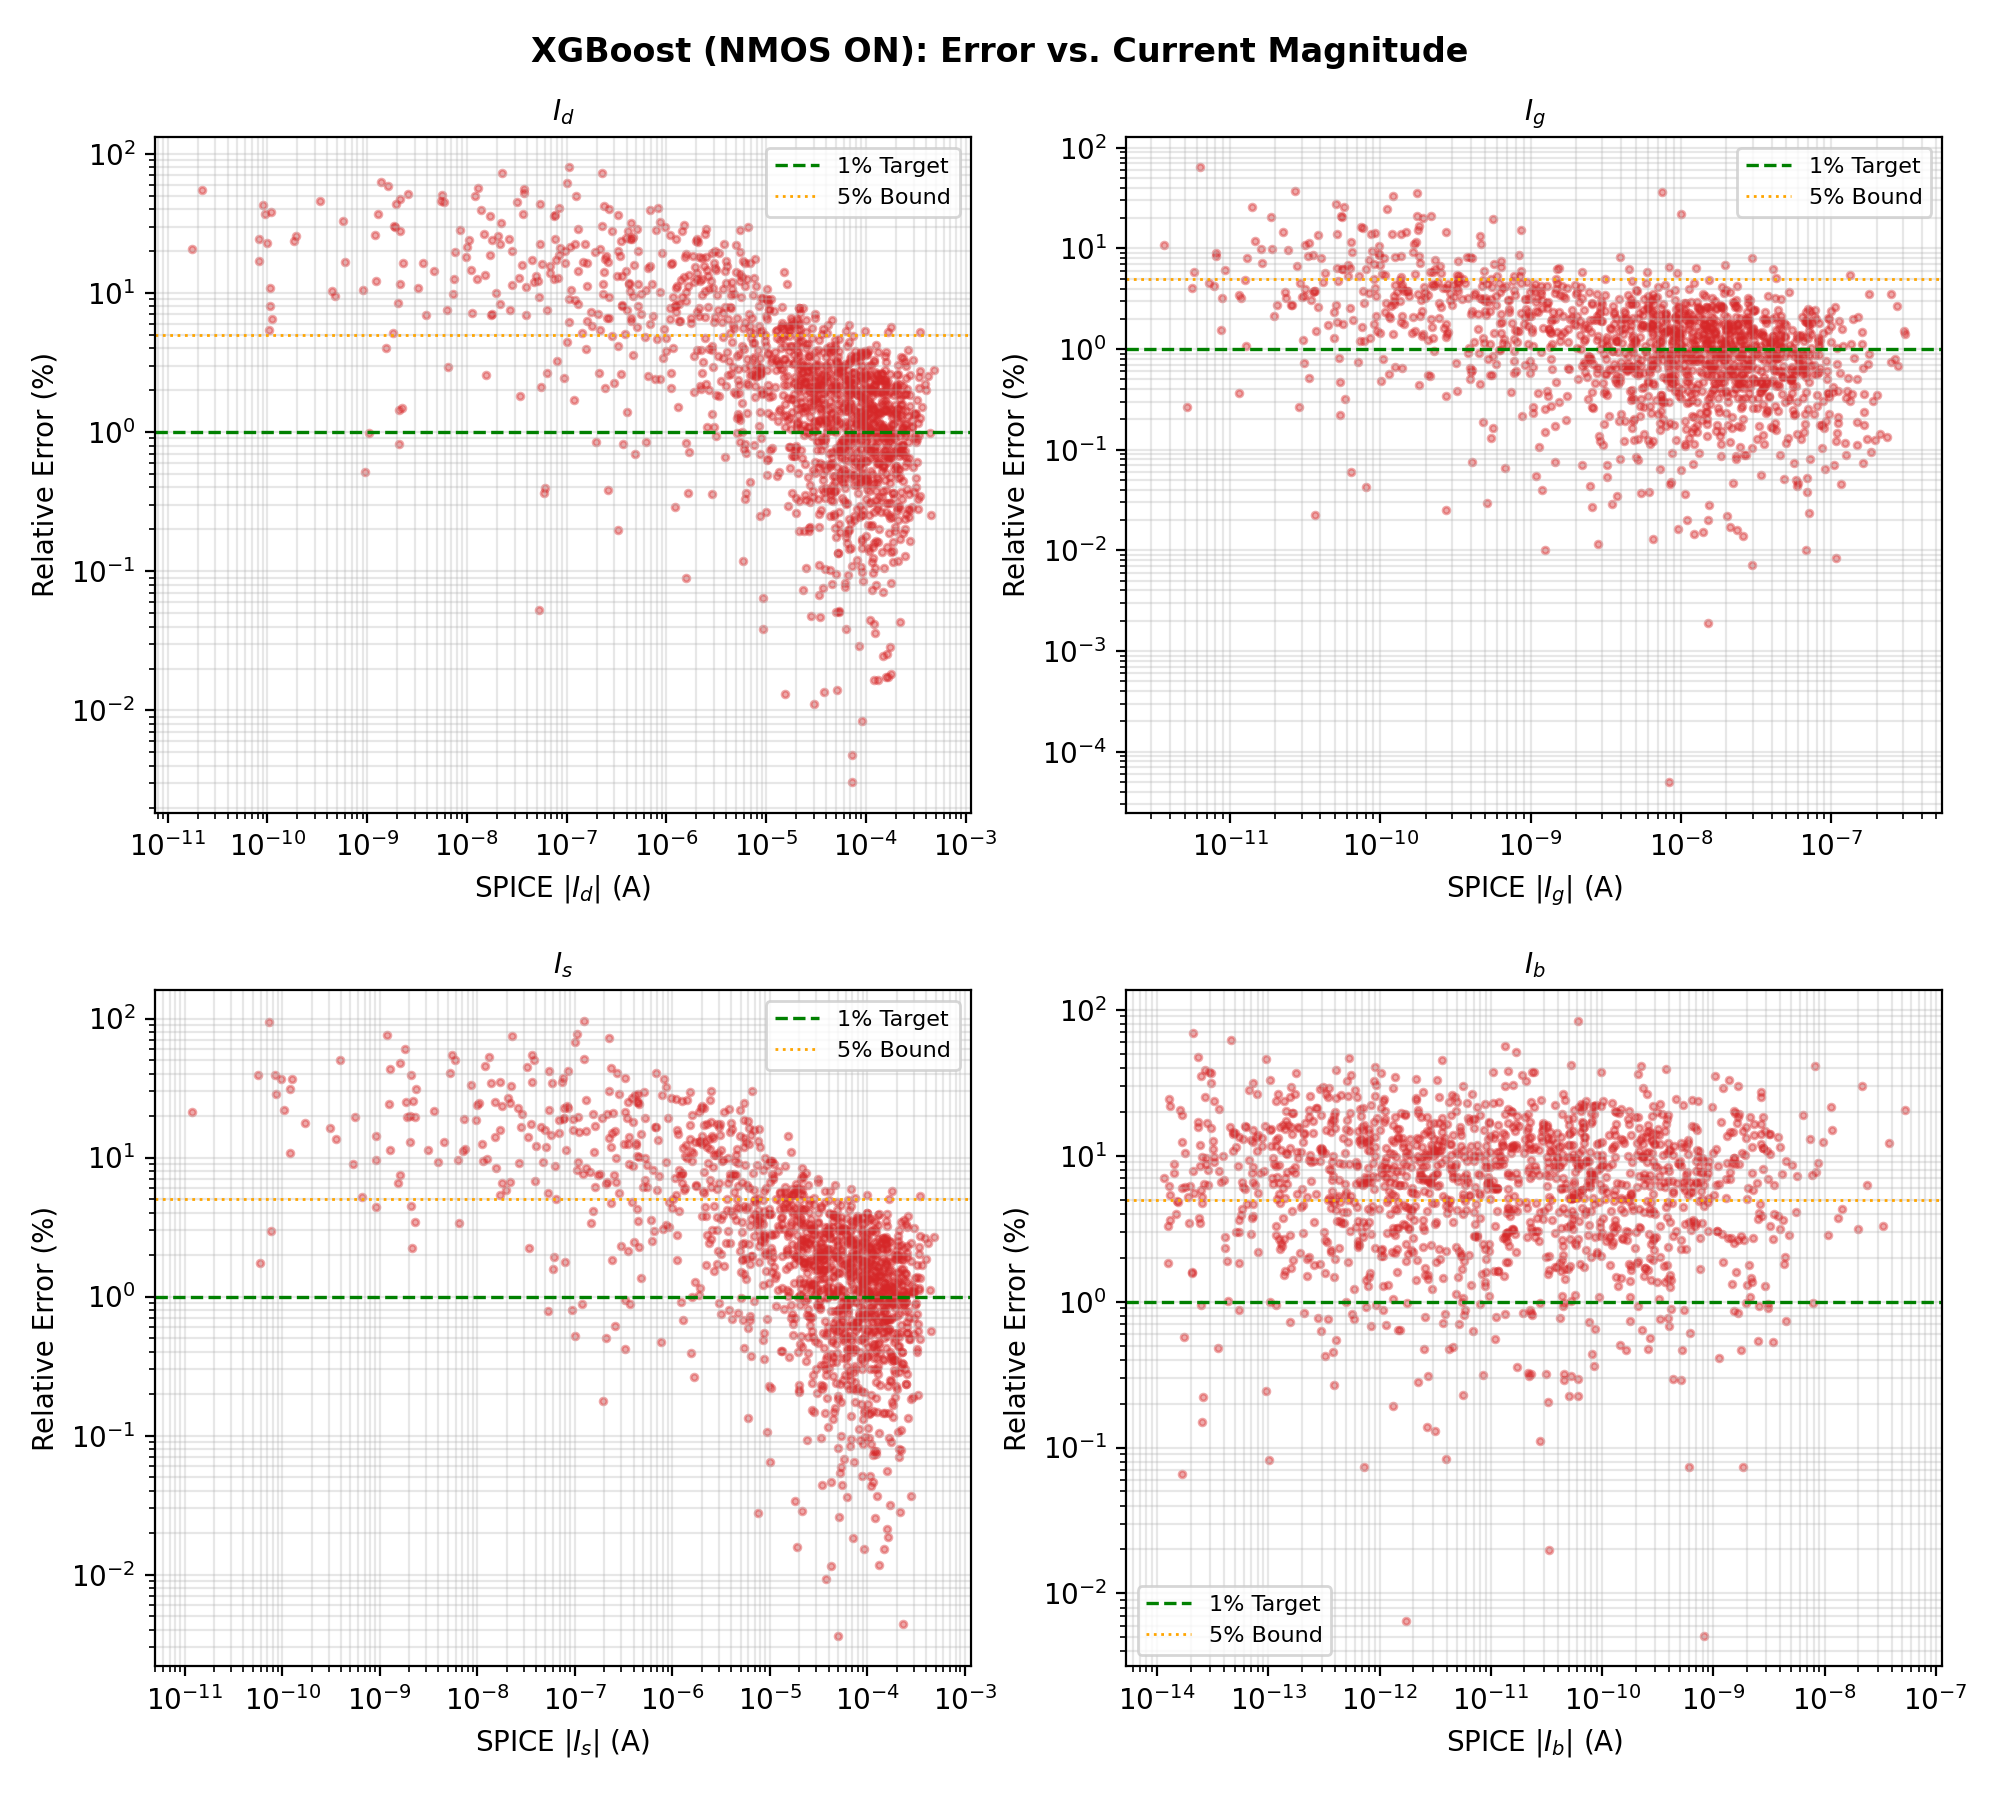 XGBoost (NMOS ON): Error vs. Current Magnitude
I_d
10^2
10^1
10^0
10^−1
10^−2
Relative Error (%)
1% Target
5% Bound
10^−11 10^−10 10^−9 10^−8 10^−7 10^−6 10^−5 10^−4 10^−3
SPICE |I_d| (A)
I_g
10^2
10^1
10^0
10^−1
10^−2
10^−3
10^−4
Relative Error (%)
1% Target
5% Bound
10^−11 10^−10 10^−9 10^−8 10^−7
SPICE |I_g| (A)
I_s
10^2
10^1
10^0
10^−1
10^−2
Relative Error (%)
1% Target
5% Bound
10^−11 10^−10 10^−9 10^−8 10^−7 10^−6 10^−5 10^−4 10^−3
SPICE |I_s| (A)
I_b
10^2
10^1
10^0
10^−1
10^−2
Relative Error (%)
1% Target
5% Bound
10^−14 10^−13 10^−12 10^−11 10^−10 10^−9 10^−8 10^−7
SPICE |I_b| (A)